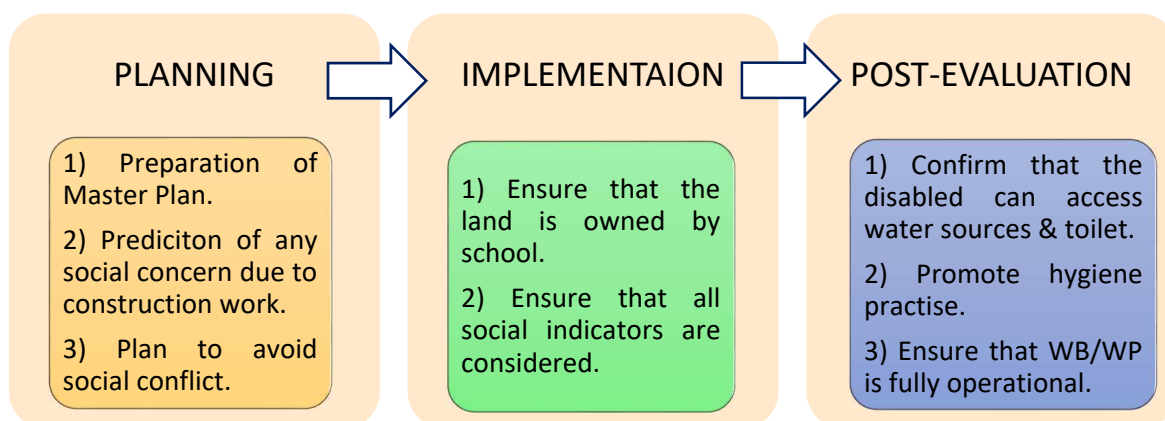 PLANNING
1) Preparation of
Master Plan.
2) Prediciton of any
social concern due to
construction work.
3) Plan to avoid
social conflict.
IMPLEMENTAION
1) Ensure that the
land is owned by
school.
2) Ensure that all
social indicators are
considered.
POST-EVALUATION
1) Confirm that the
disabled can access
water sources & toilet.
2) Promote hygiene
practise.
3) Ensure that WB/WP
is fully operational.